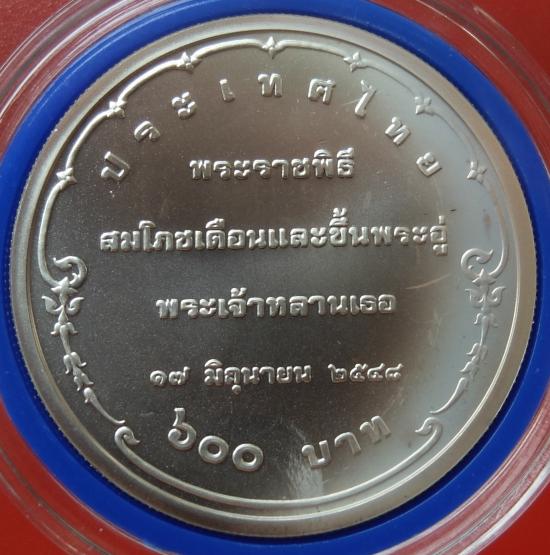 ประเทศไทย
พระราชพิธี
สมโภชเดือนและขึ้นพระอู่
พระเจ้าหลานเธอ
๑๗ มิถุนายน ๒๕๔๘
๖๐๐ บาท